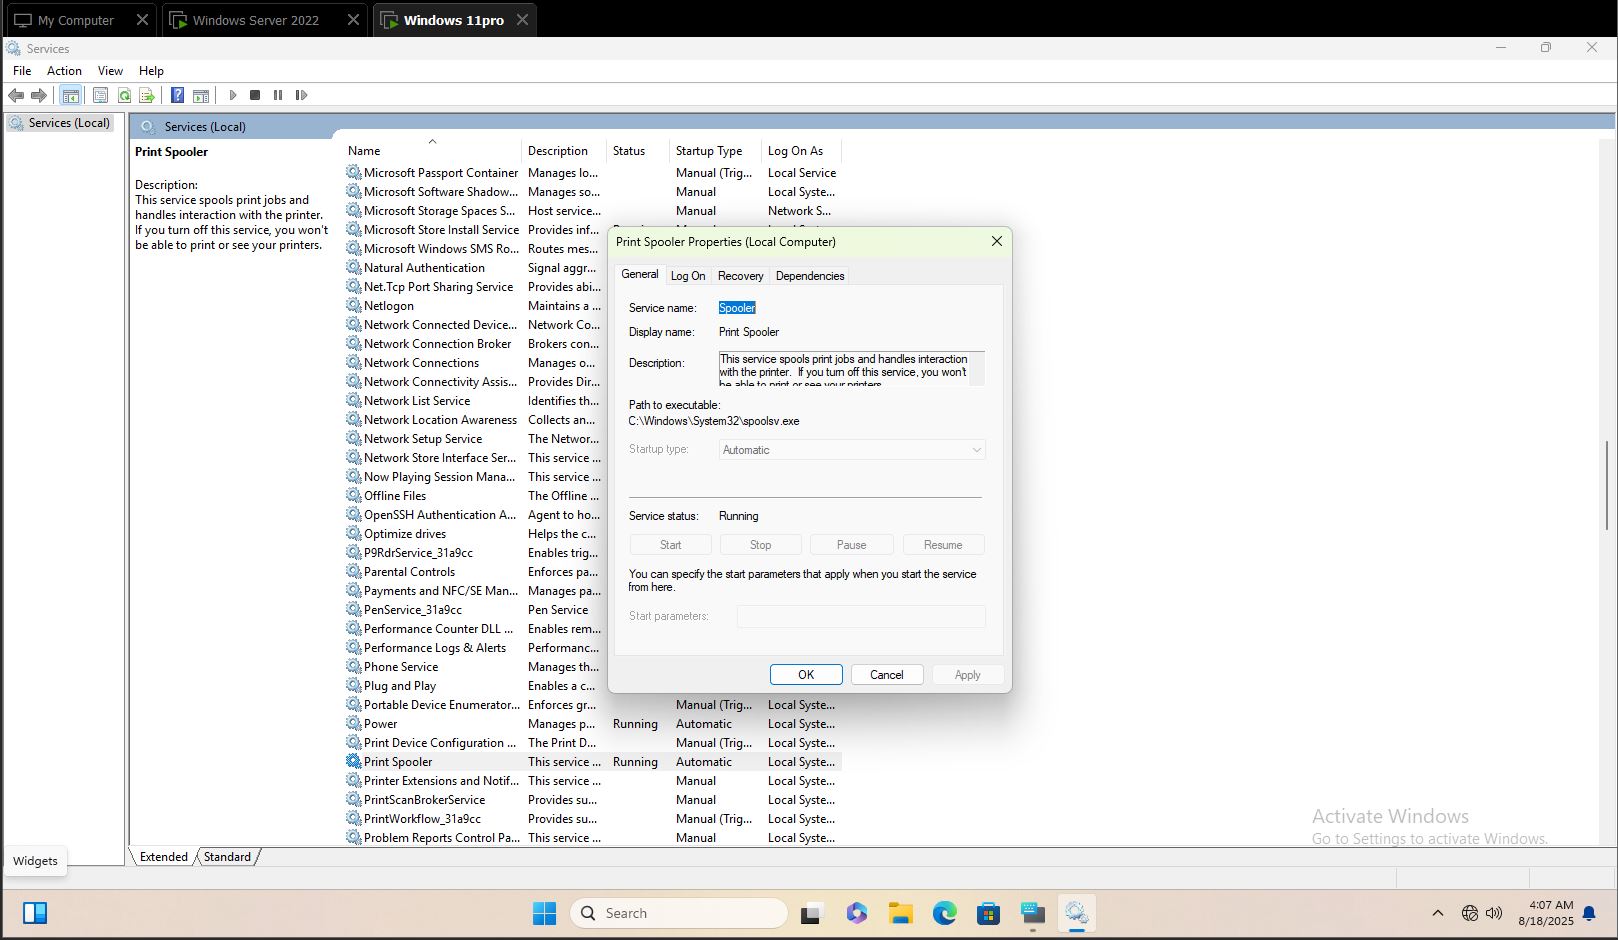 My Computer
Windows Server 2022
Windows 11pro
Services
File Action View Help
Services (Local)
Services (Local)
Print Spooler
Description:
This service spools print jobs and
handles interaction with the printer.
If you turn off this service, you won't
be able to print or see your printers.
Name Description Status Startup Type Log On As
Microsoft Passport Container Manages lo... Manual (Trig... Local Service
Microsoft Software Shadow... Manages so... Manual Local Syste...
Microsoft Storage Spaces S... Host service... Manual Network S...
Microsoft Store Install Service Provides inf...
Microsoft Windows SMS Ro... Routes mes...
Natural Authentication Signal aggr...
Net.Tcp Port Sharing Service Provides abi...
Netlogon Maintains a ...
Network Connected Device... Network Co...
Network Connection Broker Brokers con...
Network Connections Manages o...
Network Connectivity Assis... Provides Dir...
Network List Service Identifies th...
Network Location Awareness Collects an...
Network Setup Service The Networ...
Network Store Interface Ser... This service ...
Now Playing Session Mana... This service ...
Offline Files The Offline ...
OpenSSH Authentication A... Agent to ho...
Optimize drives Helps the c...
P9RdrService_31a9cc Enables trig...
Parental Controls Enforces pa...
Payments and NFC/SE Man... Manages pa...
PenService_31a9cc Pen Service
Performance Counter DLL ... Enables rem...
Performance Logs & Alerts Performanc...
Phone Service Manages th...
Plug and Play Enables a c...
Portable Device Enumerator... Enforces gr... Manual (Trig... Local Syste...
Power Manages p... Running Automatic Local Syste...
Print Device Configuration ... The Print D... Manual (Trig... Local Syste...
Print Spooler This service ... Running Automatic Local Syste...
Printer Extensions and Notif... This service ... Manual Local Syste...
PrintScanBrokerService Provides su... Manual Local Syste...
PrintWorkflow_31a9cc Provides su... Manual (Trig... Local Syste...
Problem Reports Control Pa... This service ... Manual Local Syste...
Print Spooler Properties (Local Computer)
General Log On Recovery Dependencies
Service name: Spooler
Display name: Print Spooler
Description: This service spools print jobs and handles interaction
with the printer. If you turn off this service, you won't
be able to print or see your printers.
Path to executable:
C:\Windows\System32\spoolsv.exe
Startup type: Automatic
Service status: Running
Start Stop Pause Resume
You can specify the start parameters that apply when you start the service
from here.
Start parameters:
OK Cancel Apply
Activate Windows
Go to Settings to activate Windows.
Extended Standard
Widgets
Search
4:07 AM
8/18/2025